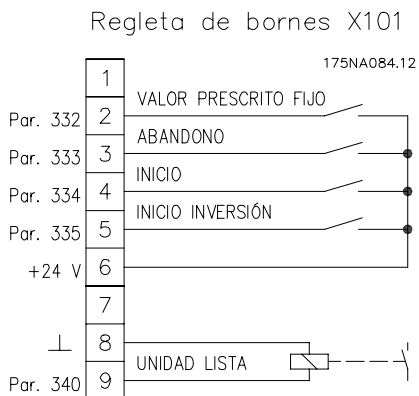 Regleta de bornes X101
175NA084.12
1
Par. 332 2 VALOR PRESCRITO FIJO
Par. 333 3 ABANDONO
Par. 334 4 INICIO
Par. 335 5 INICIO INVERSIÓN
+24 V 6
7
8
Par. 340 9 UNIDAD LISTA